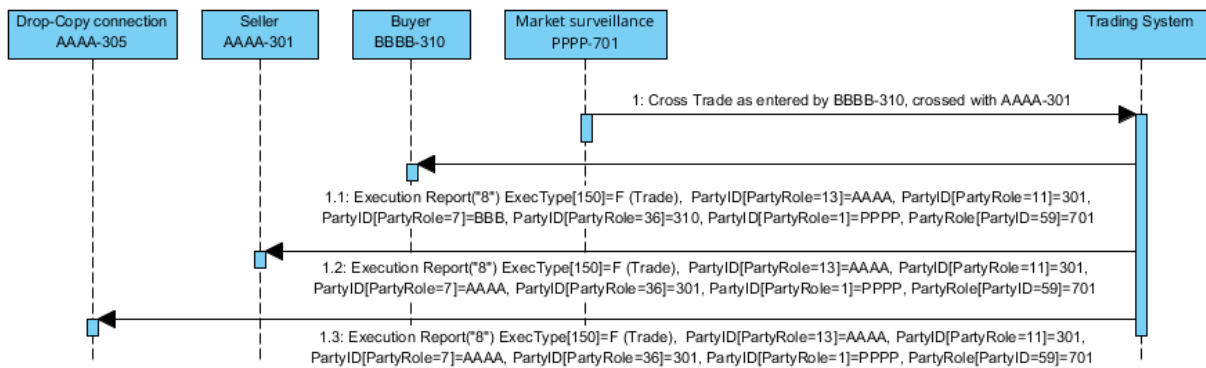 Drop-Copy connection
AAAA-305
Seller
AAAA-301
Buyer
BBBB-310
Market surveillance
PPPP-701
Trading System
1: Cross Trade as entered by BBBB-310, crossed with AAAA-301
1.1: Execution Report("8") ExecType[150]=F (Trade),  PartyID[PartyRole=13]=AAAA, PartyID[PartyRole=11]=301,
PartyID[PartyRole=7]=BBB, PartyID[PartyRole=36]=310, PartyID[PartyRole=1]=PPPP, PartyRole[PartyID=59]=701
1.2: Execution Report("8") ExecType[150]=F (Trade),  PartyID[PartyRole=13]=AAAA, PartyID[PartyRole=11]=301,
PartyID[PartyRole=7]=AAAA, PartyID[PartyRole=36]=301, PartyID[PartyRole=1]=PPPP, PartyRole[PartyID=59]=701
1.3: Execution Report("8") ExecType[150]=F (Trade),  PartyID[PartyRole=13]=AAAA, PartyID[PartyRole=11]=301,
PartyID[PartyRole=7]=AAAA, PartyID[PartyRole=36]=301, PartyID[PartyRole=1]=PPPP, PartyRole[PartyID=59]=701